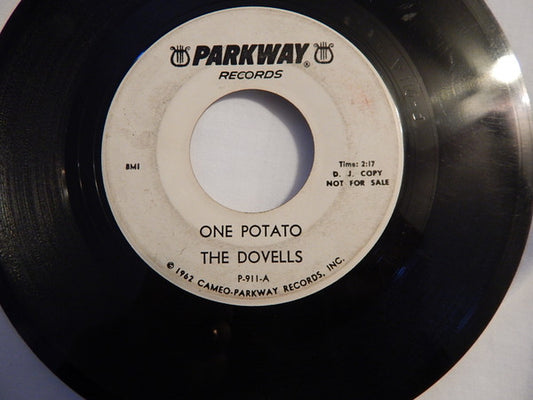 PARKWAY®
RECORDS
BMI
Time: 2:17
D. J. COPY
NOT FOR SALE
ONE POTATO
THE DOVELLS
P-911-A
© 1962 CAMEO-PARKWAY RECORDS, INC.